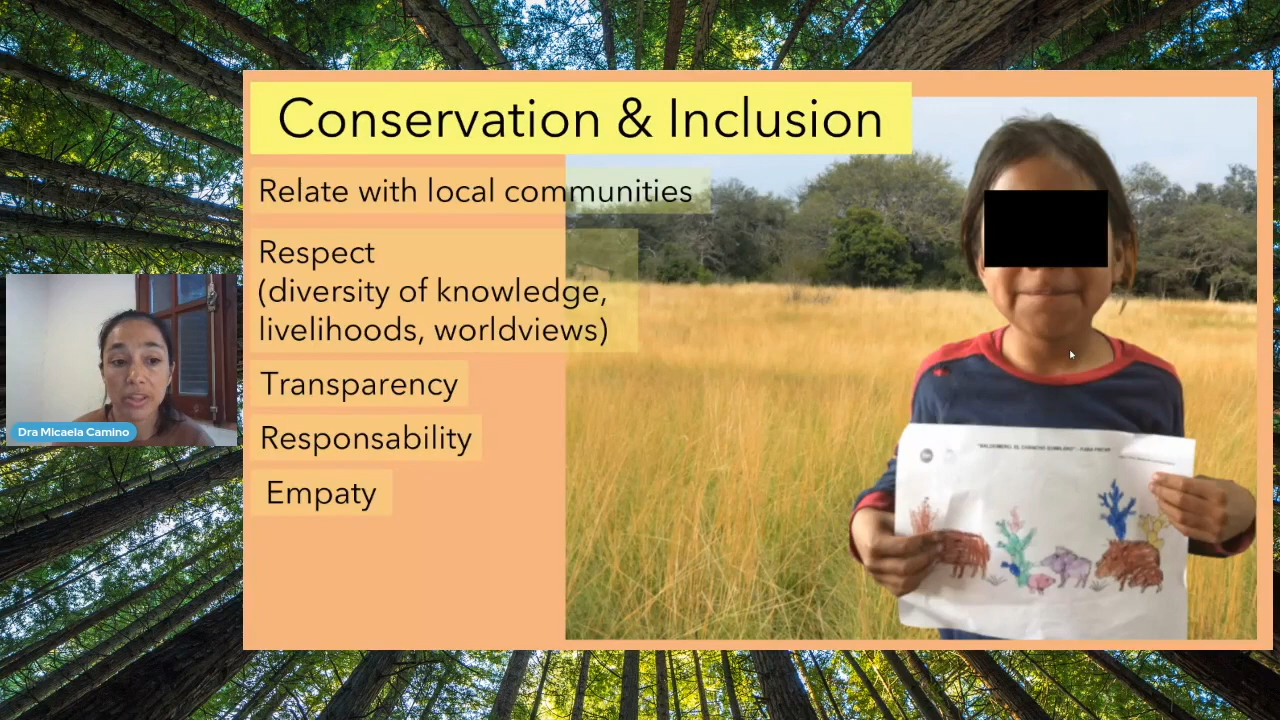 Conservation & Inclusion
Relate with local communities
Respect
(diversity of knowledge,
livelihoods, worldviews)
Transparency
Responsability
Empaty
Dra Micaela Camino